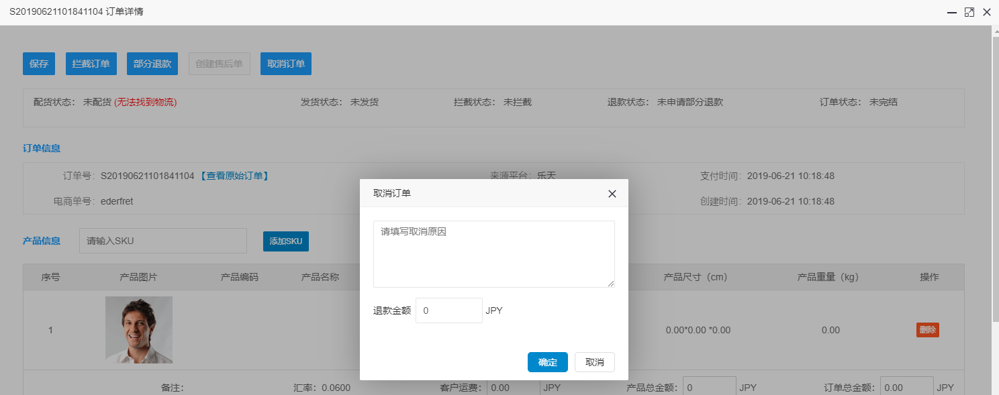 S20190621101841104 订单详情
保存 拦截订单 部分退款 创建售后单 取消订单
配货状态： 未配货 (无法找到物流) 发货状态： 未发货 拦截状态： 未拦截 退款状态： 未申请部分退款 订单状态： 未完结
订单信息
订单号： S20190621101841104 【查看原始订单】 来源平台： 乐天 支付时间： 2019-06-21 10:18:48
电商单号： ederfret 创建时间： 2019-06-21 10:18:48
产品信息 请输入SKU 添加SKU
序号 产品图片 产品编码 产品名称 产品尺寸（cm） 产品重量（kg） 操作
1 0.00*0.00 *0.00 0.00 删除
备注： 汇率： 0.0600 客户运费： 0.00 JPY 产品总金额： 0 JPY 订单总金额： 0.00 JPY
取消订单
请填写取消原因
退款金额 0 JPY
确定 取消